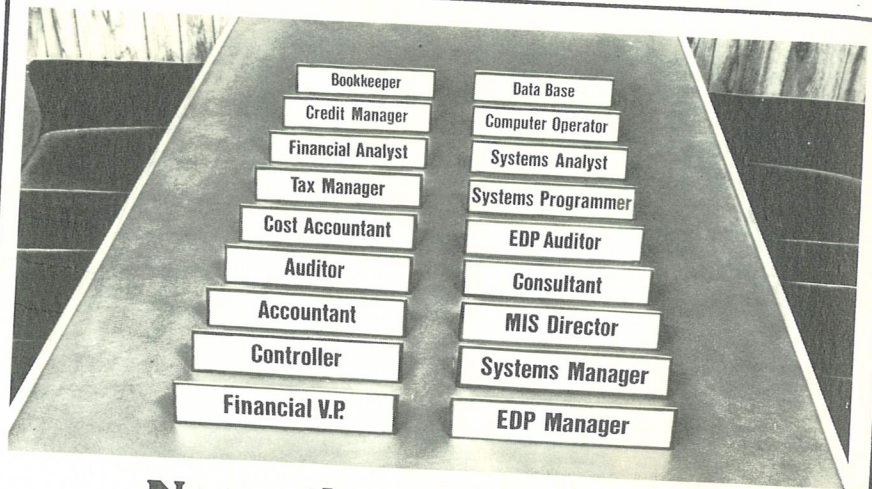 Bookkeeper
Credit Manager
Financial Analyst
Tax Manager
Cost Accountant
Auditor
Accountant
Controller
Financial V.P.
Data Base
Computer Operator
Systems Analyst
Systems Programmer
EDP Auditor
Consultant
MIS Director
Systems Manager
EDP Manager